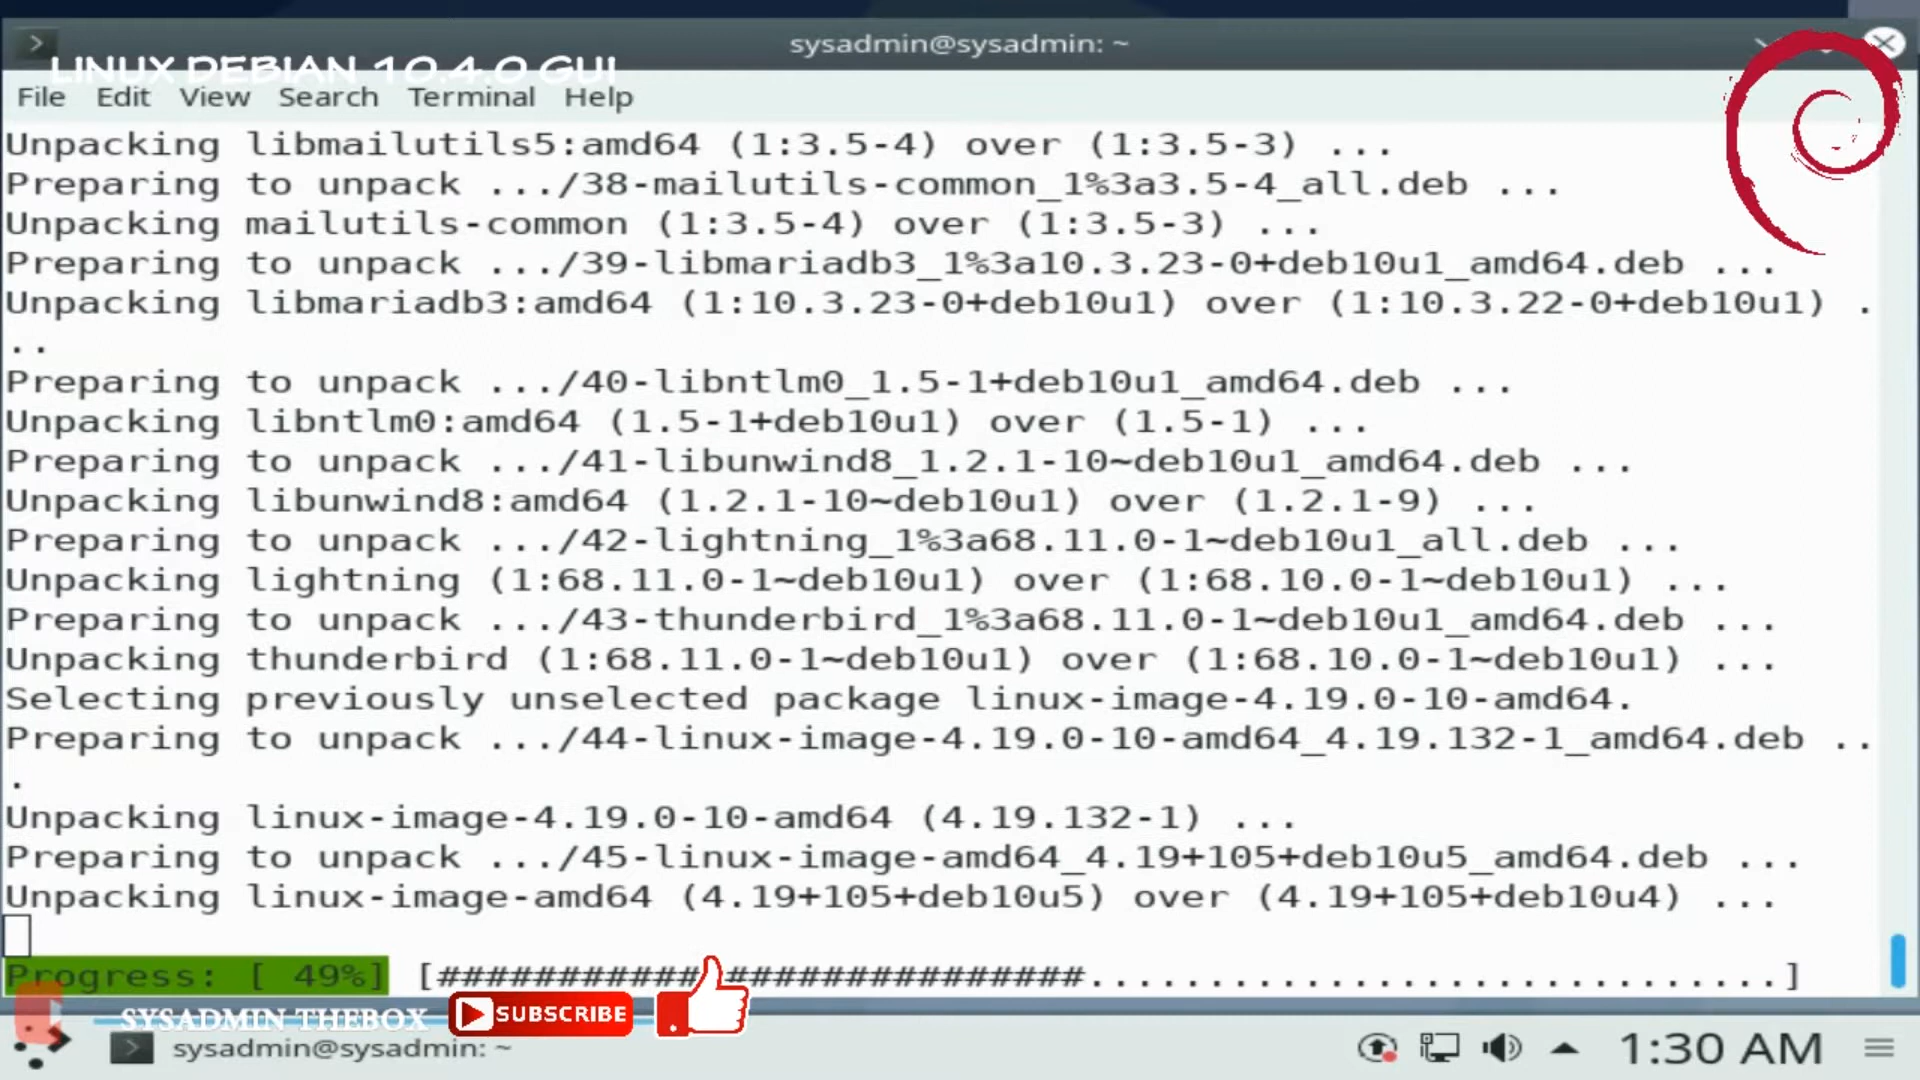 sysadmin@sysadmin: ~
LINUX DEBIAN 10.4.0 GUI
File Edit View Search Terminal Help
Unpacking libmailutils5:amd64 (1:3.5-4) over (1:3.5-3) ...
Preparing to unpack .../38-mailutils-common_1%3a3.5-4_all.deb ...
Unpacking mailutils-common (1:3.5-4) over (1:3.5-3) ...
Preparing to unpack .../39-libmariadb3_1%3a10.3.23-0+deb10u1_amd64.deb ...
Unpacking libmariadb3:amd64 (1:10.3.23-0+deb10u1) over (1:10.3.22-0+deb10u1) .
..
Preparing to unpack .../40-libntlm0_1.5-1+deb10u1_amd64.deb ...
Unpacking libntlm0:amd64 (1.5-1+deb10u1) over (1.5-1) ...
Preparing to unpack .../41-libunwind8_1.2.1-10~deb10u1_amd64.deb ...
Unpacking libunwind8:amd64 (1.2.1-10~deb10u1) over (1.2.1-9) ...
Preparing to unpack .../42-lightning_1%3a68.11.0-1~deb10u1_all.deb ...
Unpacking lightning (1:68.11.0-1~deb10u1) over (1:68.10.0-1~deb10u1) ...
Preparing to unpack .../43-thunderbird_1%3a68.11.0-1~deb10u1_amd64.deb ...
Unpacking thunderbird (1:68.11.0-1~deb10u1) over (1:68.10.0-1~deb10u1) ...
Selecting previously unselected package linux-image-4.19.0-10-amd64.
Preparing to unpack .../44-linux-image-4.19.0-10-amd64_4.19.132-1_amd64.deb ..
.
Unpacking linux-image-4.19.0-10-amd64 (4.19.132-1) ...
Preparing to unpack .../45-linux-image-amd64_4.19+105+deb10u5_amd64.deb ...
Unpacking linux-image-amd64 (4.19+105+deb10u5) over (4.19+105+deb10u4) ...
Progress: [ 49%] [###########################.............................]
SYSADMIN THEBOX SUBSCRIBE
sysadmin@sysadmin: ~ 1:30 AM